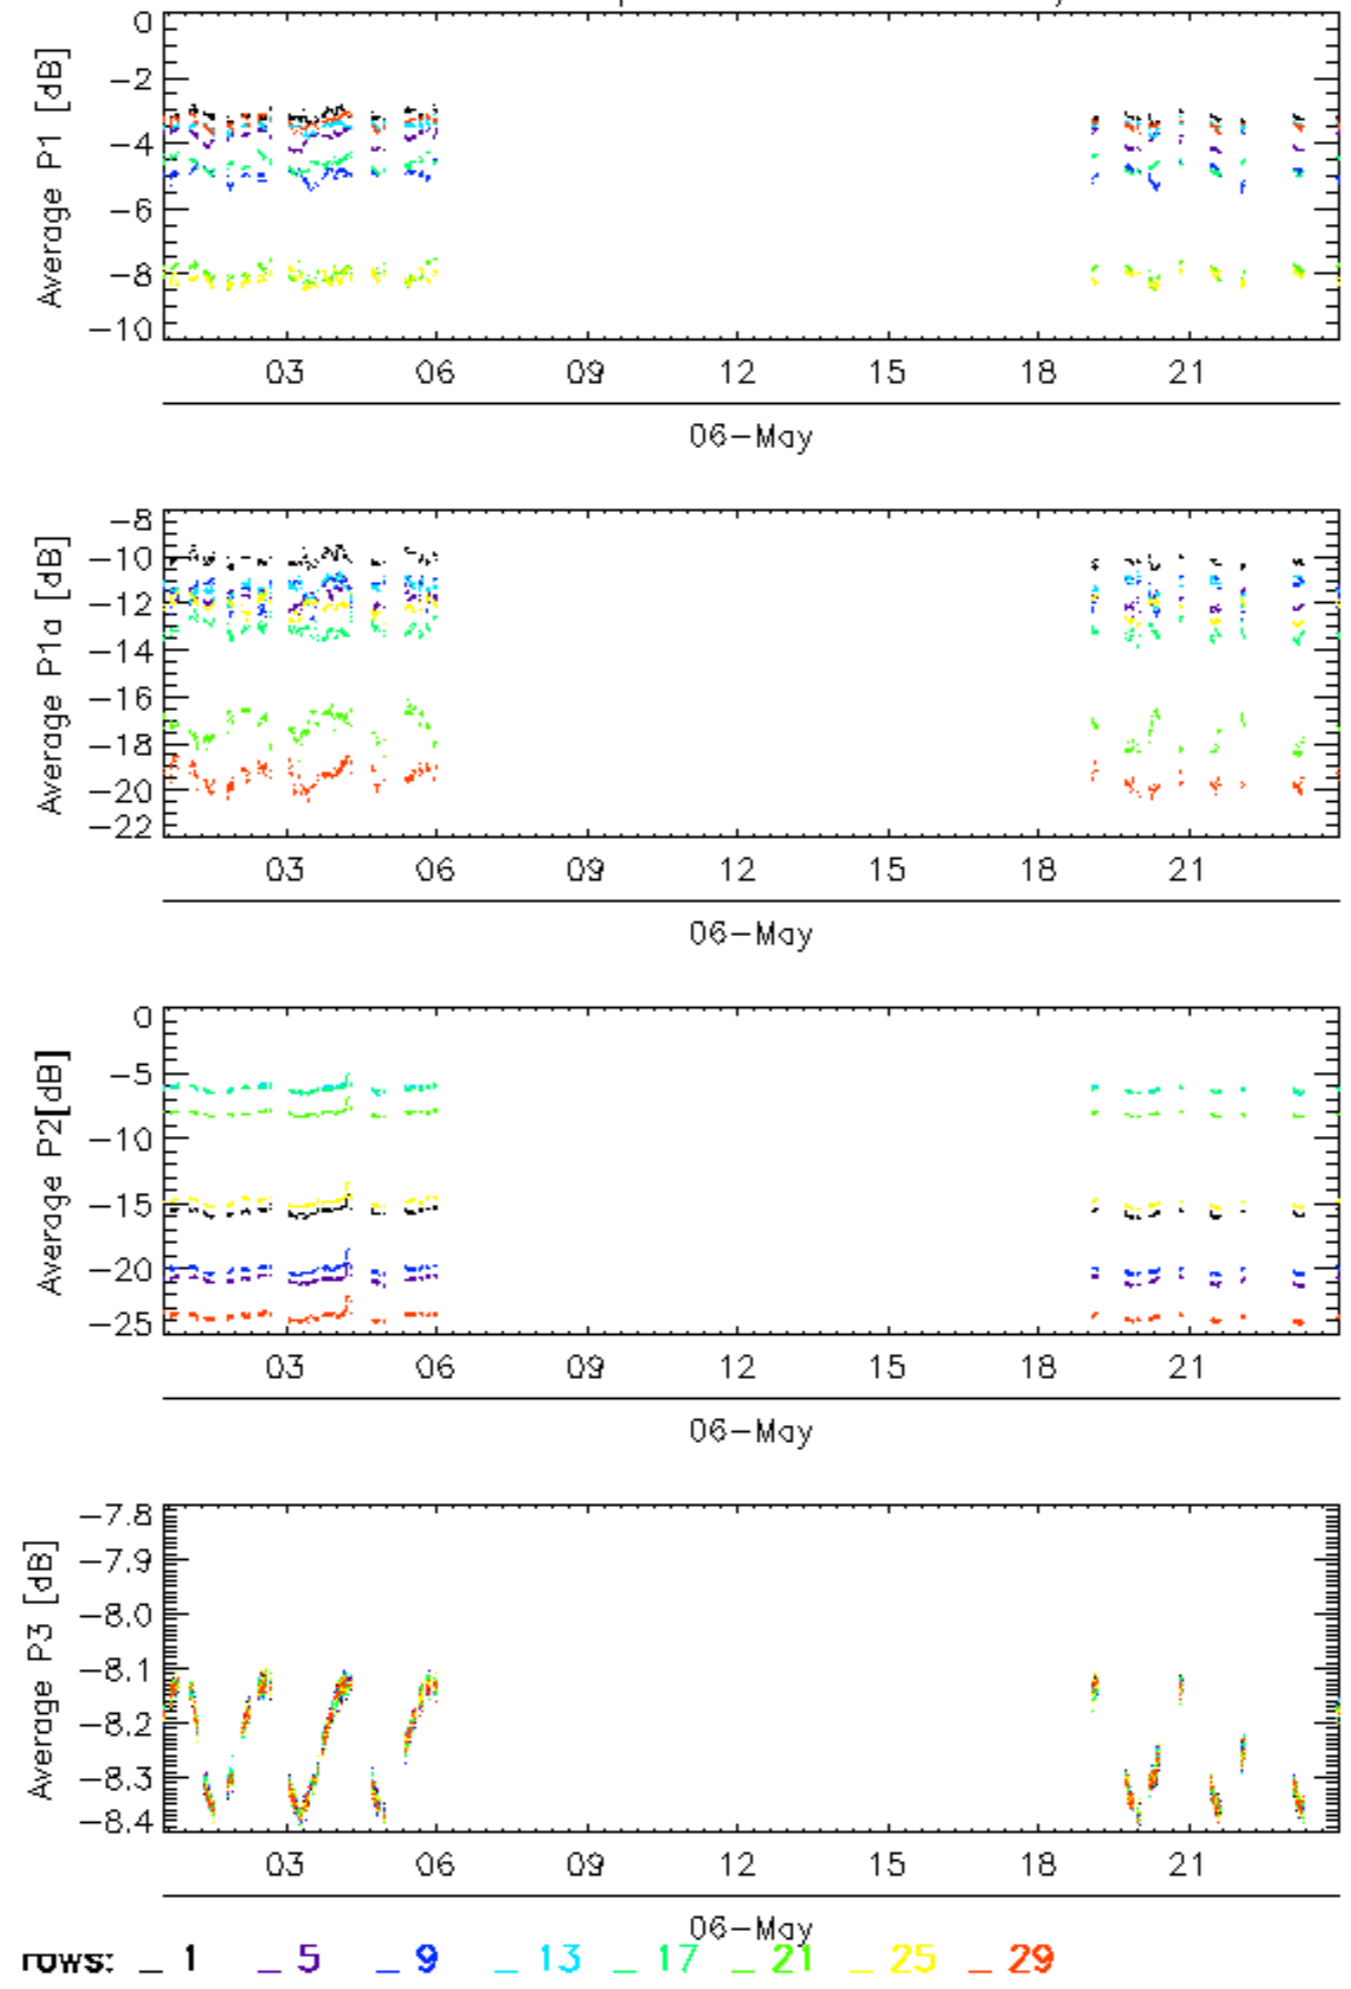 Average P1 [dB]
0
−2
−4
−6
−8
−10
03 06 09 12 15 18 21
06−May
Average P1a [dB]
−8
−10
−12
−14
−16
−18
−20
−22
03 06 09 12 15 18 21
06−May
Average P2[dB]
0
−5
−10
−15
−20
−25
03 06 09 12 15 18 21
06−May
Average P3 [dB]
−7.8
−7.9
−8.0
−8.1
−8.2
−8.3
−8.4
03 06 09 12 15 18 21
06−May
rows: _ 1 _ 5 _ 9 _ 13 _ 17 _ 21 _ 25 _ 29